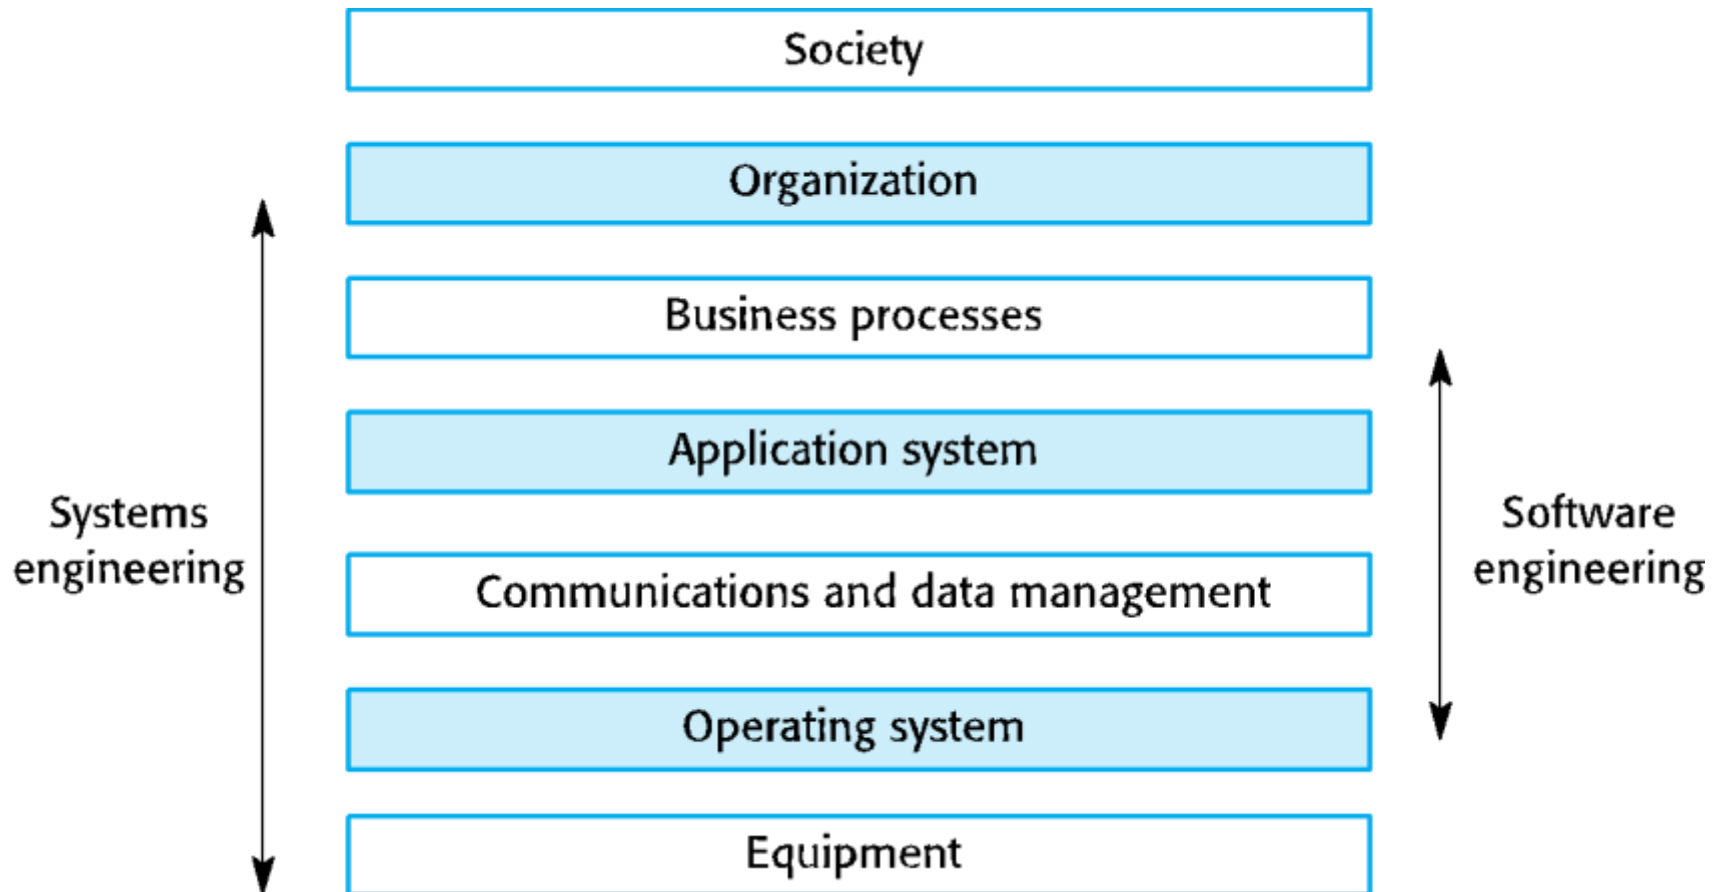 Society
Organization
Business processes
Application system
Systems
engineering
Software
engineering
Communications and data management
Operating system
Equipment